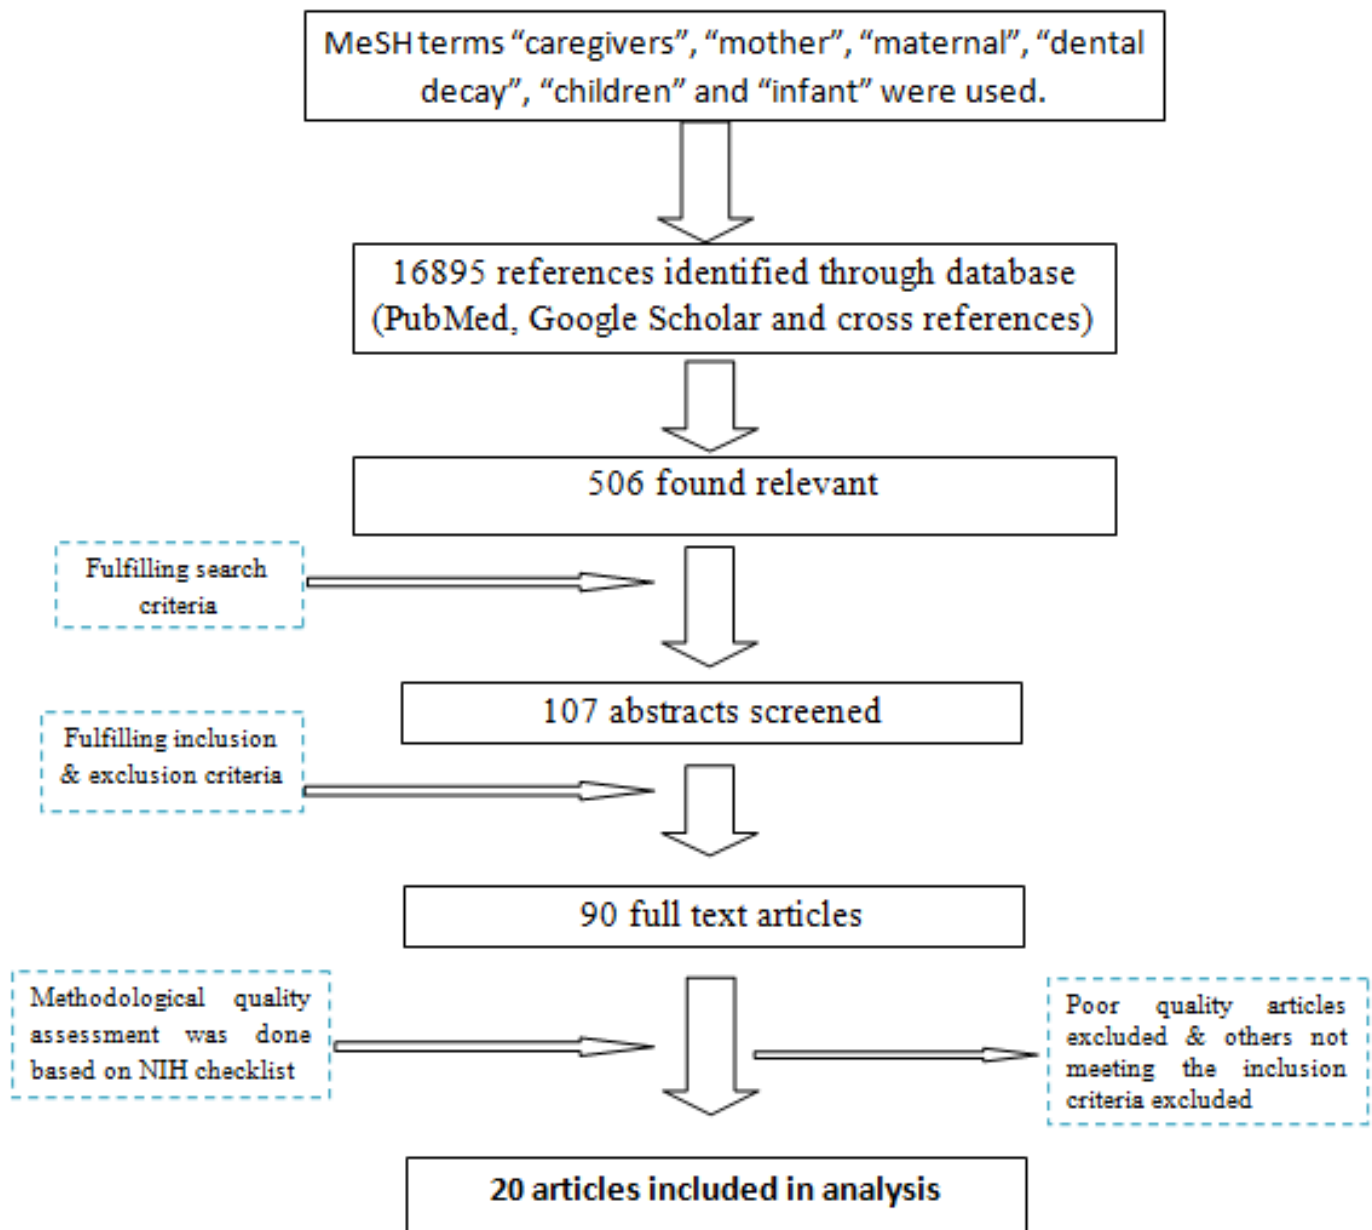 MeSH terms “caregivers”, “mother”, “maternal”, “dental
decay”, “children” and “infant” were used.
16895 references identified through database
(PubMed, Google Scholar and cross references)
506 found relevant
Fulfilling search
criteria
107 abstracts screened
Fulfilling inclusion
& exclusion criteria
90 full text articles
Methodological quality
assessment was done
based on NIH checklist
Poor quality articles
excluded & others not
meeting the inclusion
criteria excluded
20 articles included in analysis